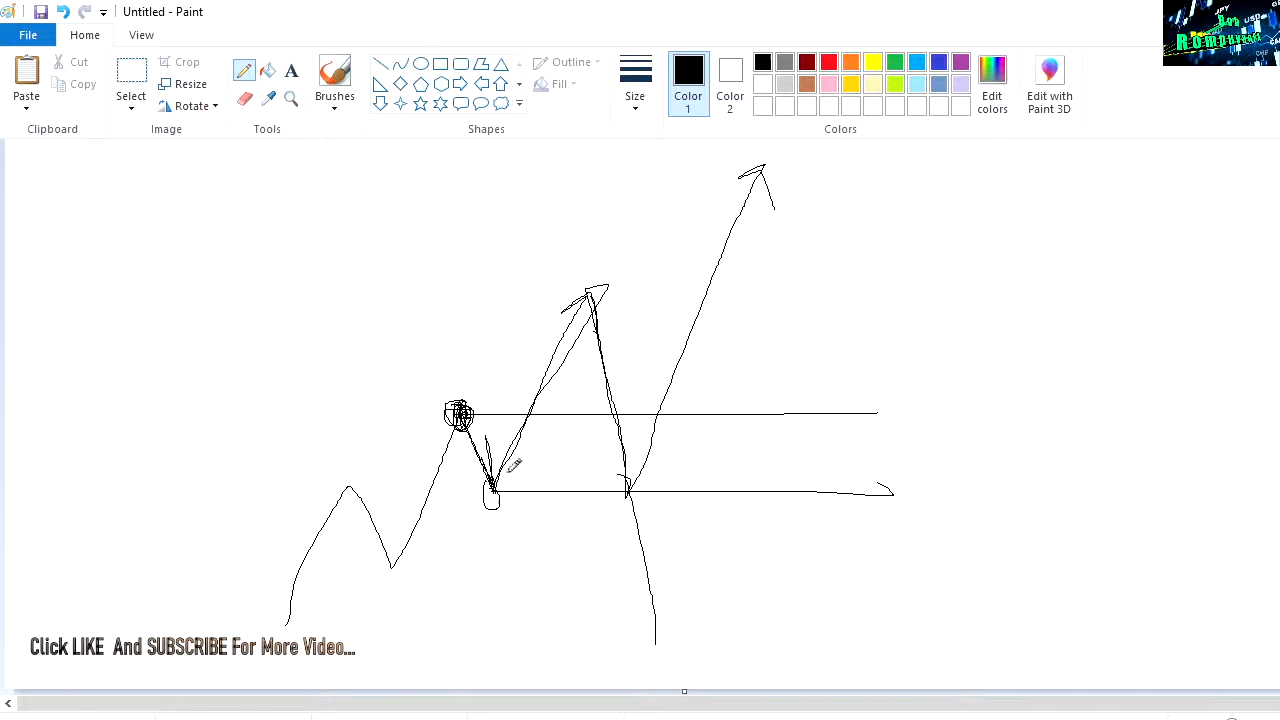 Untitled - Paint
File Home View
Paste
Cut
Copy
Clipboard
Select
Crop
Resize
Rotate
Image
A
Tools
Brushes
Outline
Fill
Shapes
Size
Color 1
Color 2
Edit colors
Edit with Paint 3D
Colors
JPY
USD
Click LIKE And SUBSCRIBE For More Video...